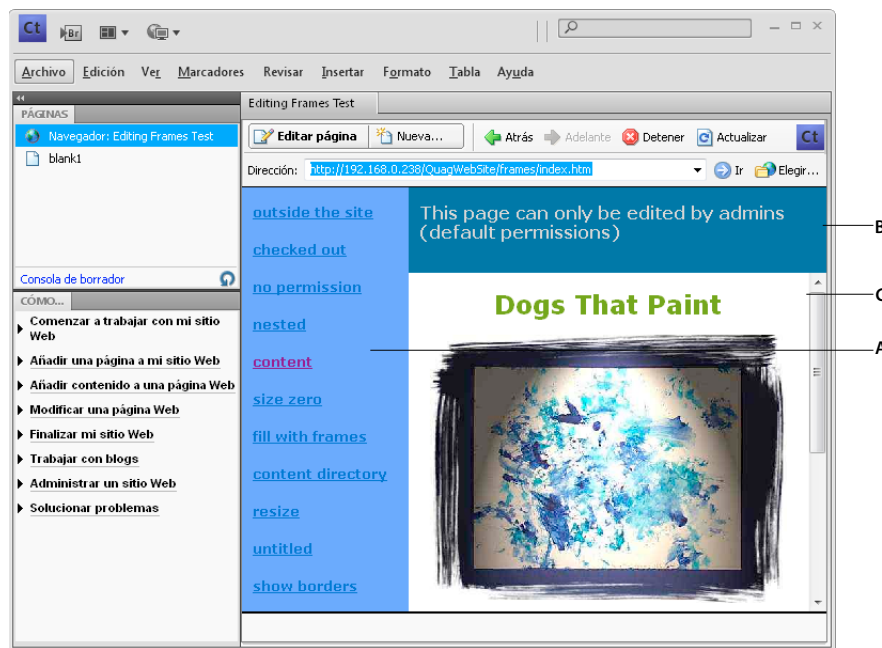 Ct
Br
Archivo Edición Ver Marcadores Revisar Insertar Formato Tabla Ayuda
PÁGINAS
Navegador: Editing Frames Test
blank1
Consola de borrador
CÓMO...
Comenzar a trabajar con mi sitio
Web
Añadir una página a mi sitio Web
Añadir contenido a una página Web
Modificar una página Web
Finalizar mi sitio Web
Trabajar con blogs
Administrar un sitio Web
Solucionar problemas
Editing Frames Test
Editar página Nueva... Atrás Adelante Detener Actualizar Ct
Dirección: http://192.168.0.238/QuagWebSite/frames/index.htm Ir Elegir...
outside the site
checked out
no permission
nested
content
size zero
fill with frames
content directory
resize
untitled
show borders
This page can only be edited by admins
(default permissions)
Dogs That Paint
B
C
A